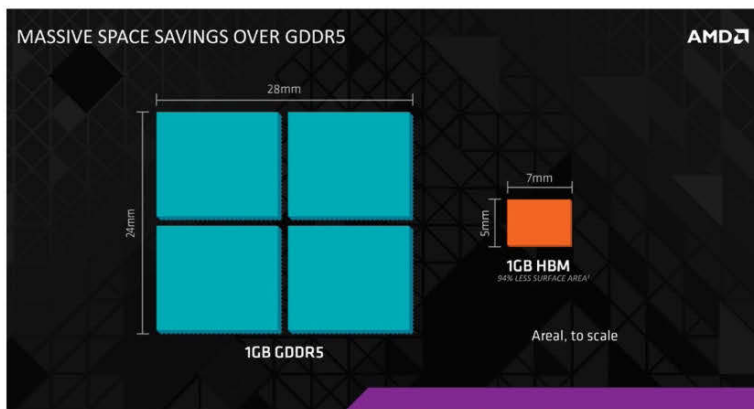 MASSIVE SPACE SAVINGS OVER GDDR5
AMD
28mm
24mm
1GB GDDR5
7mm
5mm
1GB HBM
94% LESS SURFACE AREA¹
Areal, to scale